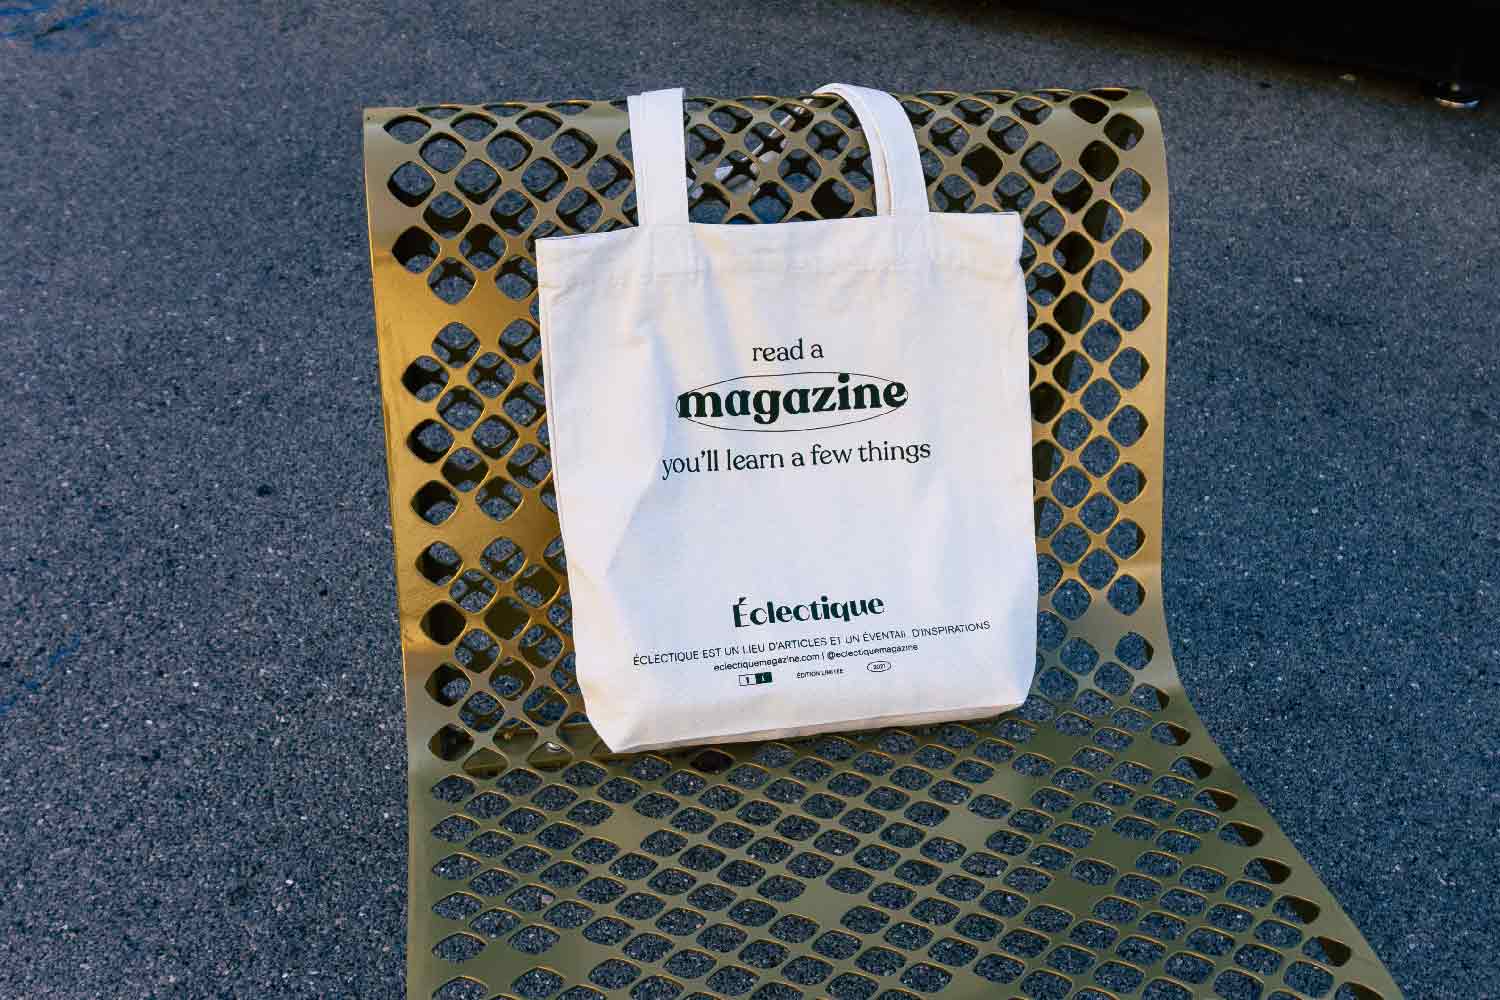 read a
magazine
you'll learn a few things
Éclectique
ÉCLECTIQUE EST UN LIEU D'ARTICLES ET UN ÉVENTAIL D'INSPIRATIONS
eclectiquemagazine.com | @eclectiquemagazine
ÉDITION LIMITÉE 2021